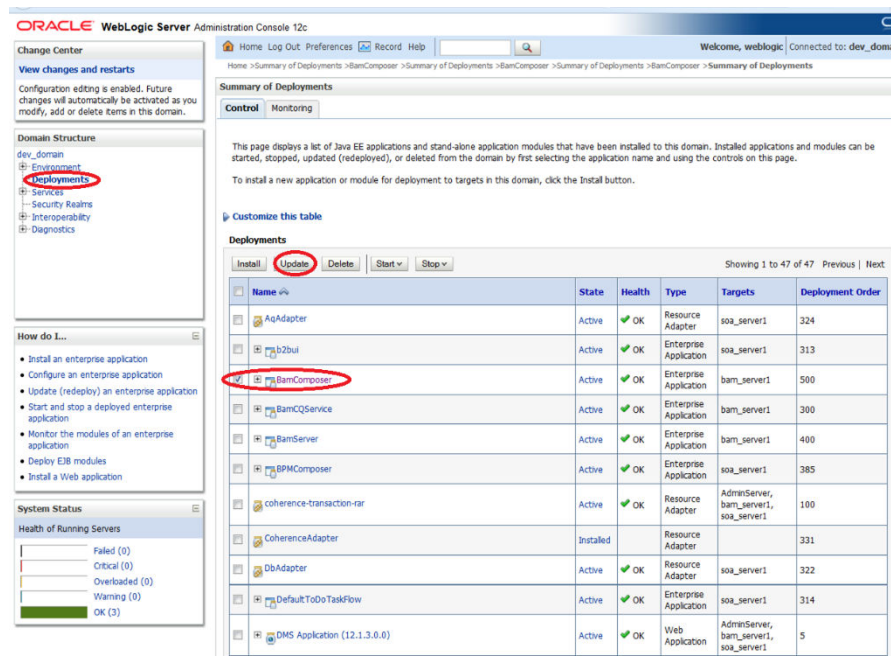 ORACLE WebLogic Server Administration Console 12c
Change Center
View changes and restarts
Configuration editing is enabled. Future
changes will automatically be activated as you
modify, add or delete items in this domain.
Domain Structure
dev_domain
Environment
Deployments
Services
Security Realms
Interoperability
Diagnostics
How do I...
Install an enterprise application
Configure an enterprise application
Update (redeploy) an enterprise application
Start and stop a deployed enterprise
application
Monitor the modules of an enterprise
application
Deploy EJB modules
Install a Web application
System Status
Health of Running Servers
Failed (0)
Critical (0)
Overloaded (0)
Warning (0)
OK (3)
Home Log Out Preferences Record Help
Welcome, weblogic Connected to: dev_doma
Home >Summary of Deployments >BamComposer >Summary of Deployments >BamComposer >Summary of Deployments >BamComposer >Summary of Deployments
Summary of Deployments
Control Monitoring
This page displays a list of Java EE applications and stand-alone application modules that have been installed to this domain. Installed applications and modules can be
started, stopped, updated (redeployed), or deleted from the domain by first selecting the application name and using the controls on this page.
To install a new application or module for deployment to targets in this domain, click the Install button.
Customize this table
Deployments
Install Update Delete Start Stop Showing 1 to 47 of 47 Previous | Next
Name State Health Type Targets Deployment Order
AqAdapter Active OK Resource Adapter soa_server1 324
b2bui Active OK Enterprise Application soa_server1 313
BamComposer Active OK Enterprise Application bam_server1 500
BamCQService Active OK Enterprise Application bam_server1 300
BamServer Active OK Enterprise Application bam_server1 400
BPMComposer Active OK Enterprise Application soa_server1 385
coherence-transaction-rar Active OK Resource Adapter AdminServer, bam_server1, soa_server1 100
CoherenceAdapter Installed Resource Adapter 331
DbAdapter Active OK Resource Adapter soa_server1 322
DefaultToDoTaskFlow Active OK Enterprise Application soa_server1 314
DMS Application (12.1.3.0.0) Active OK Web Application AdminServer, bam_server1, soa_server1 5